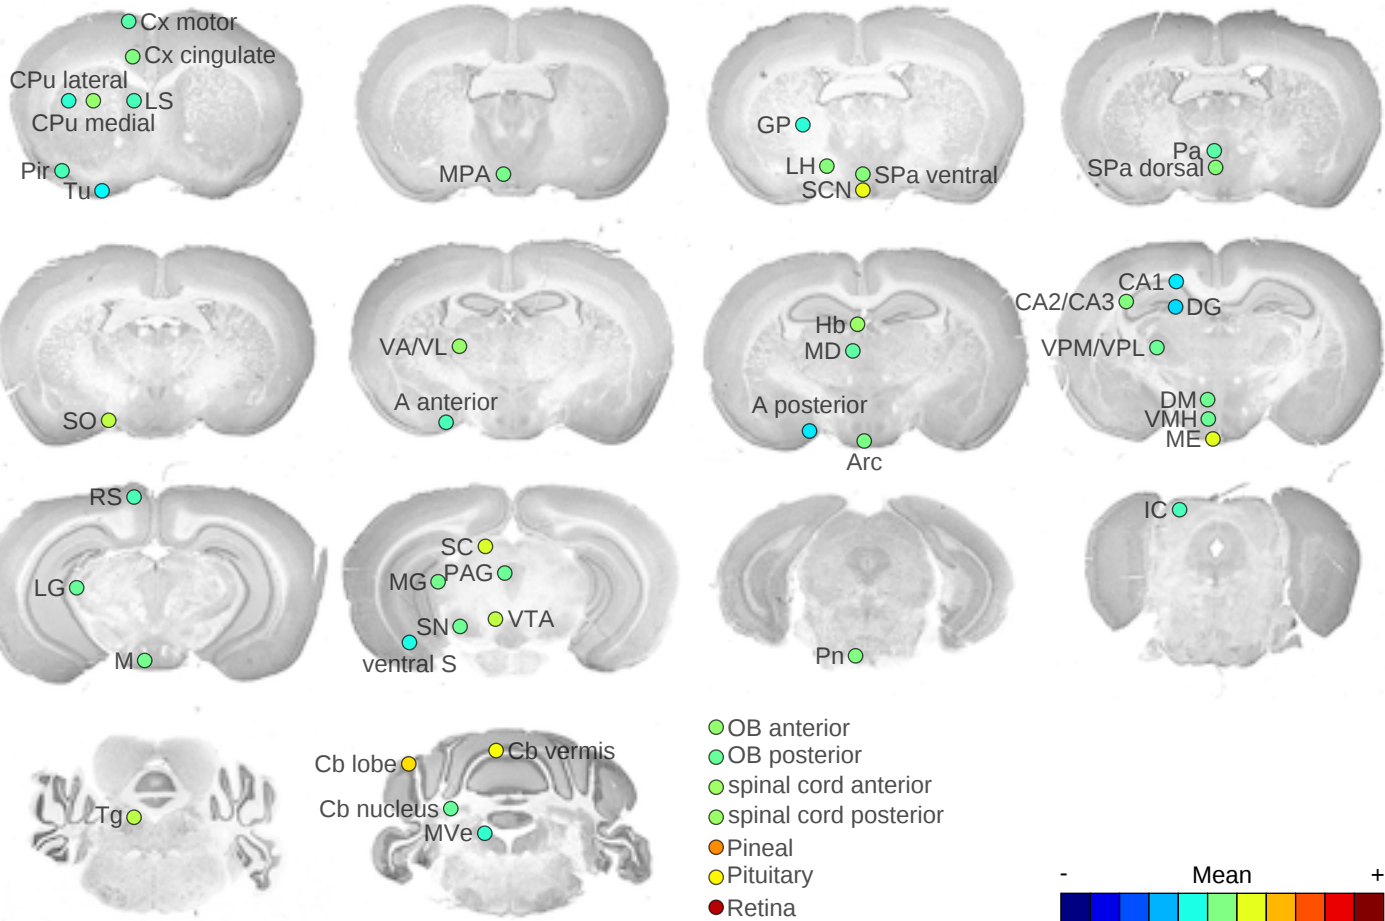 Cx motor
Cx cingulate
CPu lateral
LS
CPu medial
Pir
Tu
MPA
GP
LH
SPa ventral
SCN
Pa
SPa dorsal
SO
VA/VL
A anterior
Hb
MD
A posterior
Arc
CA1
CA2/CA3
DG
VPM/VPL
DM
VMH
ME
RS
LG
M
SC
MG
PAG
SN
VTA
ventral S
Pn
IC
Tg
Cb lobe
Cb vermis
Cb nucleus
MVe
OB anterior
OB posterior
spinal cord anterior
spinal cord posterior
Pineal
Pituitary
Retina
- Mean +